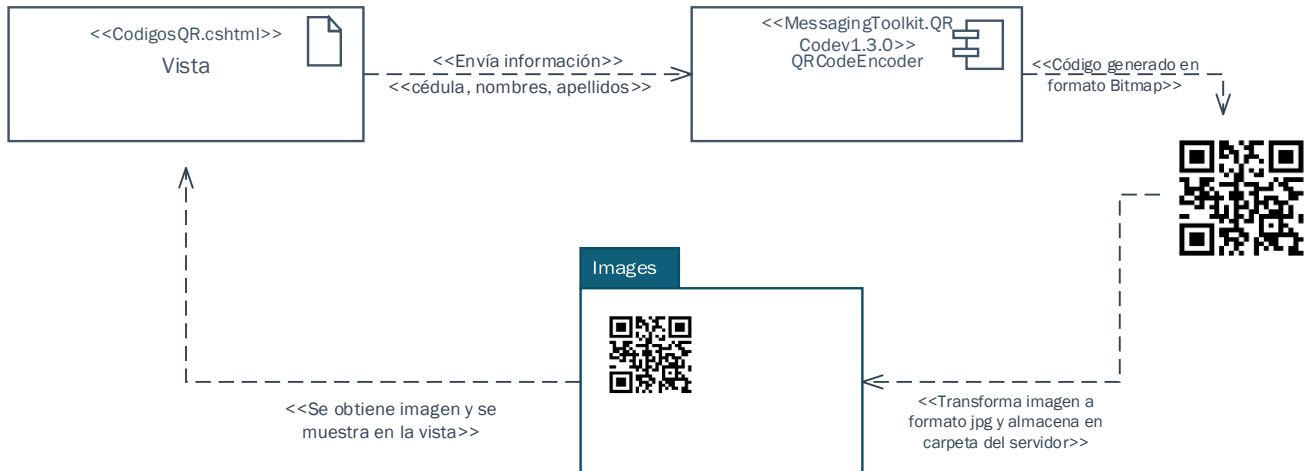 <<CodigosQR.cshtml>>
Vista
<<Envía información>>
<<cédula, nombres, apellidos>>
<<MessagingToolkit.QR
Codev1.3.0>>
QRCodeEncoder
<<Código generado en
formato Bitmap>>
Images
<<Se obtiene imagen y se
muestra en la vista>>
<<Transforma imagen a
formato jpg y almacena en
carpeta del servidor>>